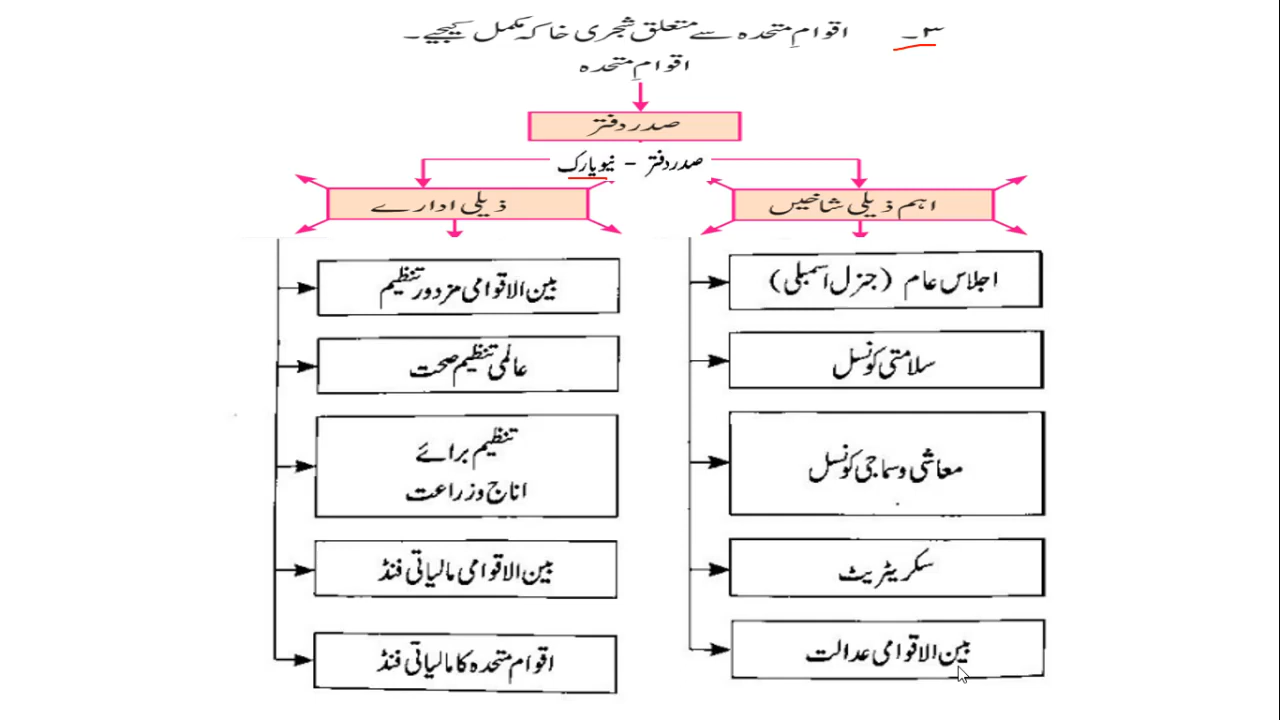 ۳۔ اقوامِ متحدہ سے متعلق شجری خاکہ مکمل کیجیے۔
اقوامِ متحدہ
صدر دفتر
صدر دفتر - نیویارک
اہم ذیلی شاخیں
اجلاس عام (جنرل اسمبلی)
سلامتی کونسل
معاشی و سماجی کونسل
سکریٹریٹ
بین الاقوامی عدالت
ذیلی ادارے
بین الاقوامی مزدور تنظیم
عالمی تنظیم صحت
تنظیم برائے
اناج و زراعت
بین الاقوامی مالیاتی فنڈ
اقوام متحدہ کا مالیاتی فنڈ